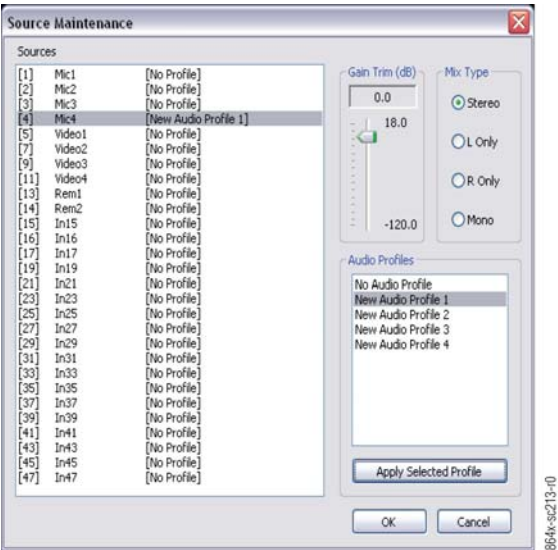 Source Maintenance
Sources
[1] Mic1 [No Profile]
[2] Mic2 [No Profile]
[3] Mic3 [No Profile]
[4] Mic4 [New Audio Profile 1]
[5] Video1 [No Profile]
[7] Video2 [No Profile]
[9] Video3 [No Profile]
[11] Video4 [No Profile]
[13] Rem1 [No Profile]
[14] Rem2 [No Profile]
[15] In15 [No Profile]
[16] In16 [No Profile]
[17] In17 [No Profile]
[19] In19 [No Profile]
[21] In21 [No Profile]
[23] In23 [No Profile]
[25] In25 [No Profile]
[27] In27 [No Profile]
[29] In29 [No Profile]
[31] In31 [No Profile]
[33] In33 [No Profile]
[35] In35 [No Profile]
[37] In37 [No Profile]
[39] In39 [No Profile]
[41] In41 [No Profile]
[43] In43 [No Profile]
[45] In45 [No Profile]
[47] In47 [No Profile]
Gain Trim (dB)
0.0
18.0
-120.0
Mix Type
Stereo
L Only
R Only
Mono
Audio Profiles
No Audio Profile
New Audio Profile 1
New Audio Profile 2
New Audio Profile 3
New Audio Profile 4
Apply Selected Profile
OK Cancel
864x-sc213-r0